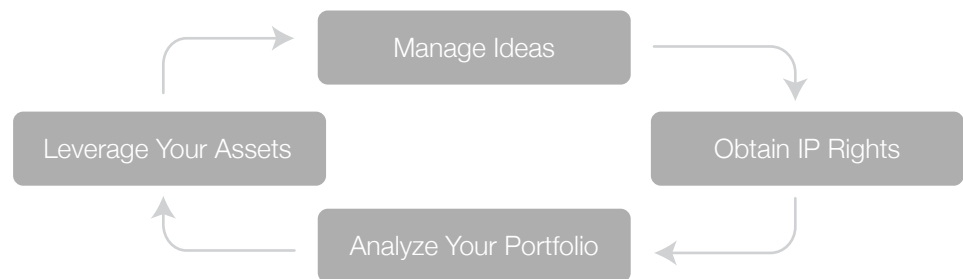 Manage Ideas
Leverage Your Assets
Obtain IP Rights
Analyze Your Portfolio